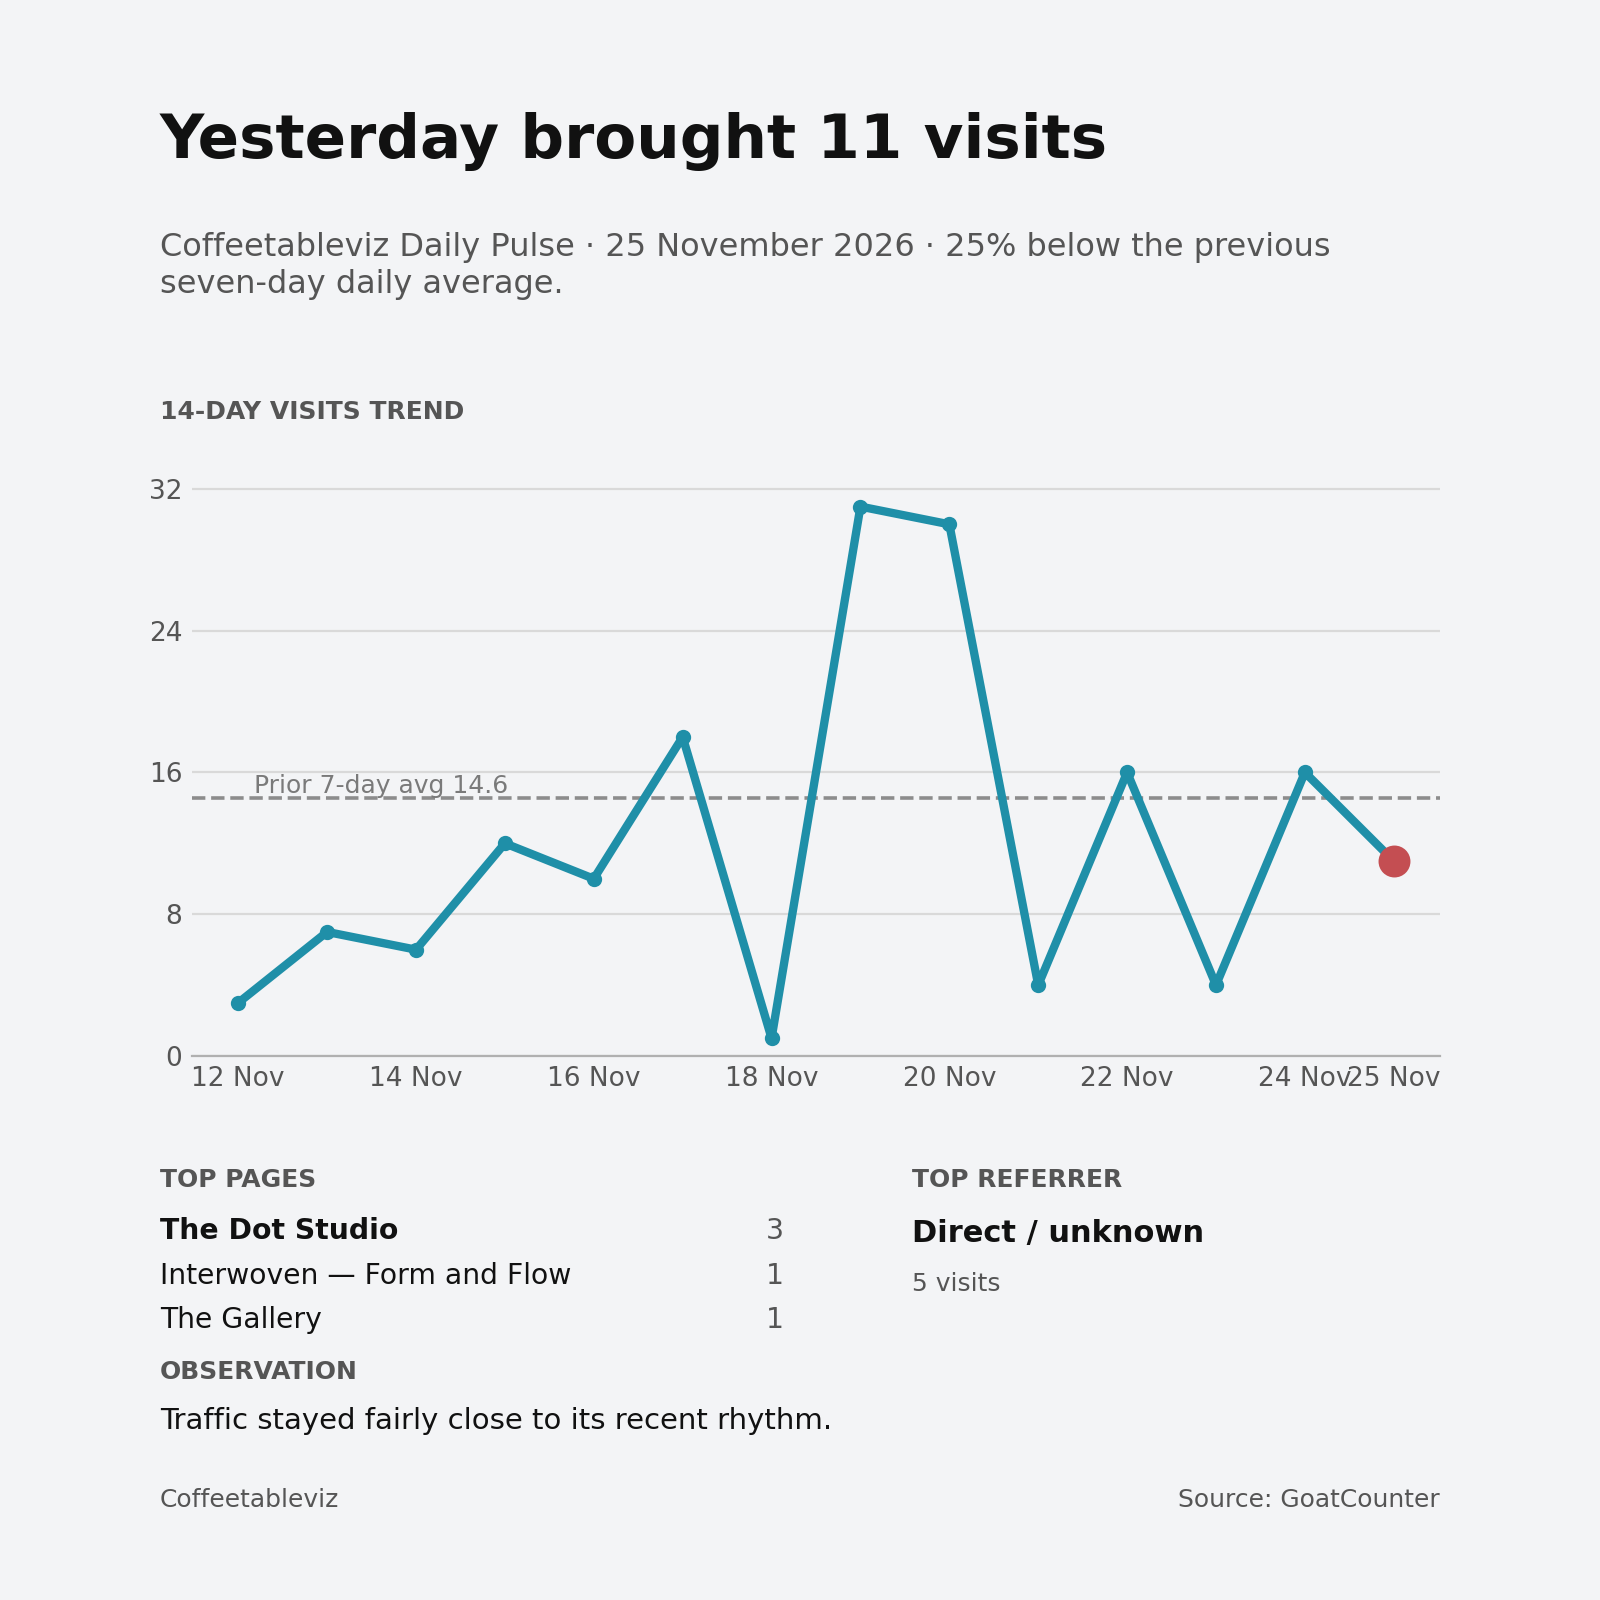 Yesterday brought 11 visits
Coffeetableviz Daily Pulse · 25 November 2026 · 25% below the previous
seven-day daily average.
14-DAY VISITS TREND
32
24
16
Prior 7-day avg 14.6
8
0
12 Nov 14 Nov 16 Nov 18 Nov 20 Nov 22 Nov 24 Nov 25 Nov
TOP PAGES
The Dot Studio 3
Interwoven — Form and Flow 1
The Gallery 1
TOP REFERRER
Direct / unknown
5 visits
OBSERVATION
Traffic stayed fairly close to its recent rhythm.
Coffeetableviz
Source: GoatCounter